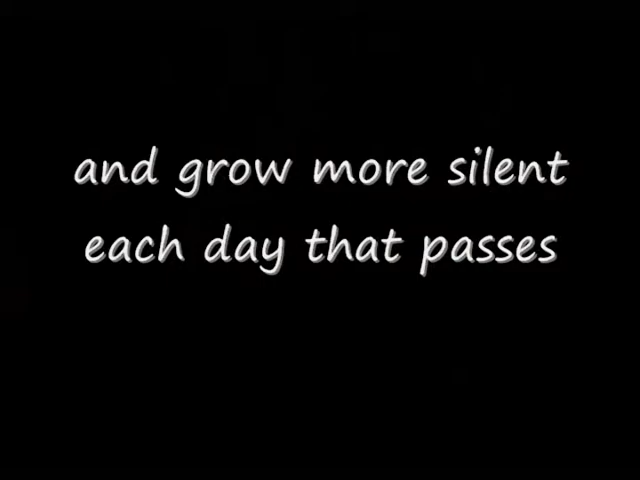 and grow more silent
each day that passes